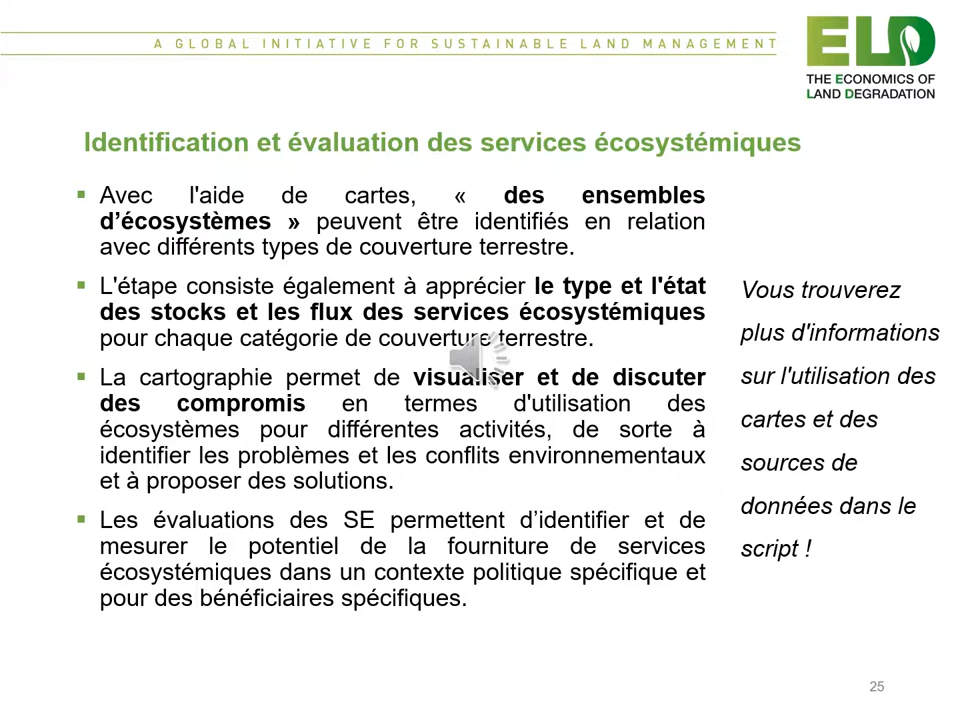 A GLOBAL INITIATIVE FOR SUSTAINABLE LAND MANAGEMENT
ELD
THE ECONOMICS OF
LAND DEGRADATION
Identification et évaluation des services écosystémiques
Avec l'aide de cartes, « des ensembles
d’écosystèmes » peuvent être identifiés en relation
avec différents types de couverture terrestre.
L'étape consiste également à apprécier le type et l'état
des stocks et les flux des services écosystémiques
pour chaque catégorie de couverture terrestre.
La cartographie permet de visualiser et de discuter
des compromis en termes d'utilisation des
écosystèmes pour différentes activités, de sorte à
identifier les problèmes et les conflits environnementaux
et à proposer des solutions.
Les évaluations des SE permettent d’identifier et de
mesurer le potentiel de la fourniture de services
écosystémiques dans un contexte politique spécifique et
pour des bénéficiaires spécifiques.
Vous trouverez
plus d'informations
sur l'utilisation des
cartes et des
sources de
données dans le
script !
25